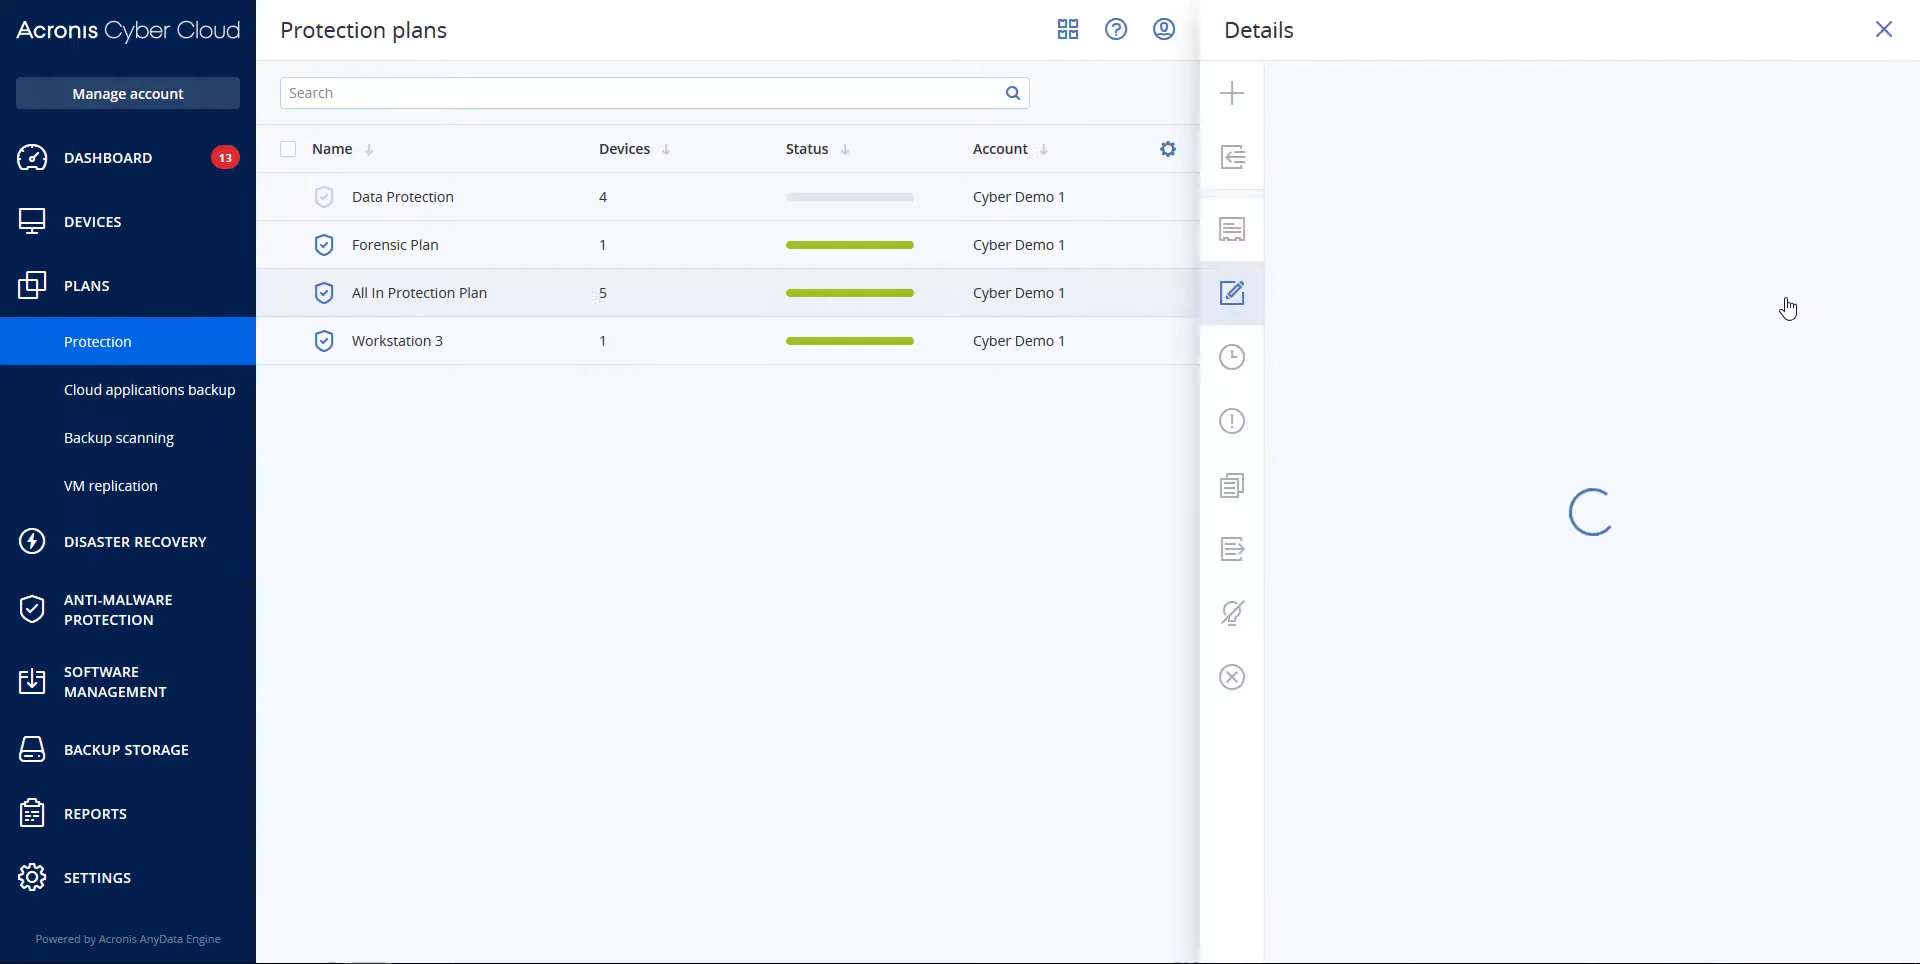 Acronis Cyber Cloud
Manage account
DASHBOARD 13
DEVICES
PLANS
Protection
Cloud applications backup
Backup scanning
VM replication
DISASTER RECOVERY
ANTI-MALWARE
PROTECTION
SOFTWARE
MANAGEMENT
BACKUP STORAGE
REPORTS
SETTINGS
Powered by Acronis AnyData Engine
Protection plans
Search
Name Devices Status Account
Data Protection 4 Cyber Demo 1
Forensic Plan 1 Cyber Demo 1
All In Protection Plan 5 Cyber Demo 1
Workstation 3 1 Cyber Demo 1
Details